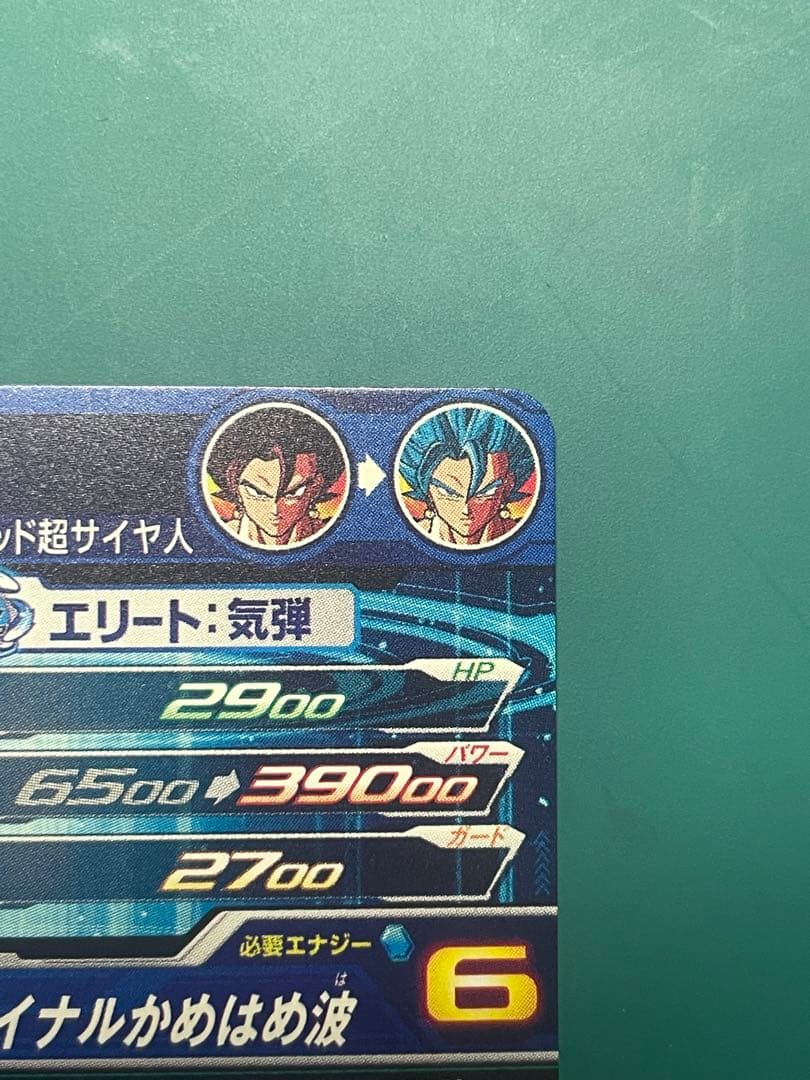 ッド超サイヤ人
エリート：気弾
HP
2900
パワー
6500➡39000
ガード
2700
必要エナジー
6
は
イナルかめはめ波